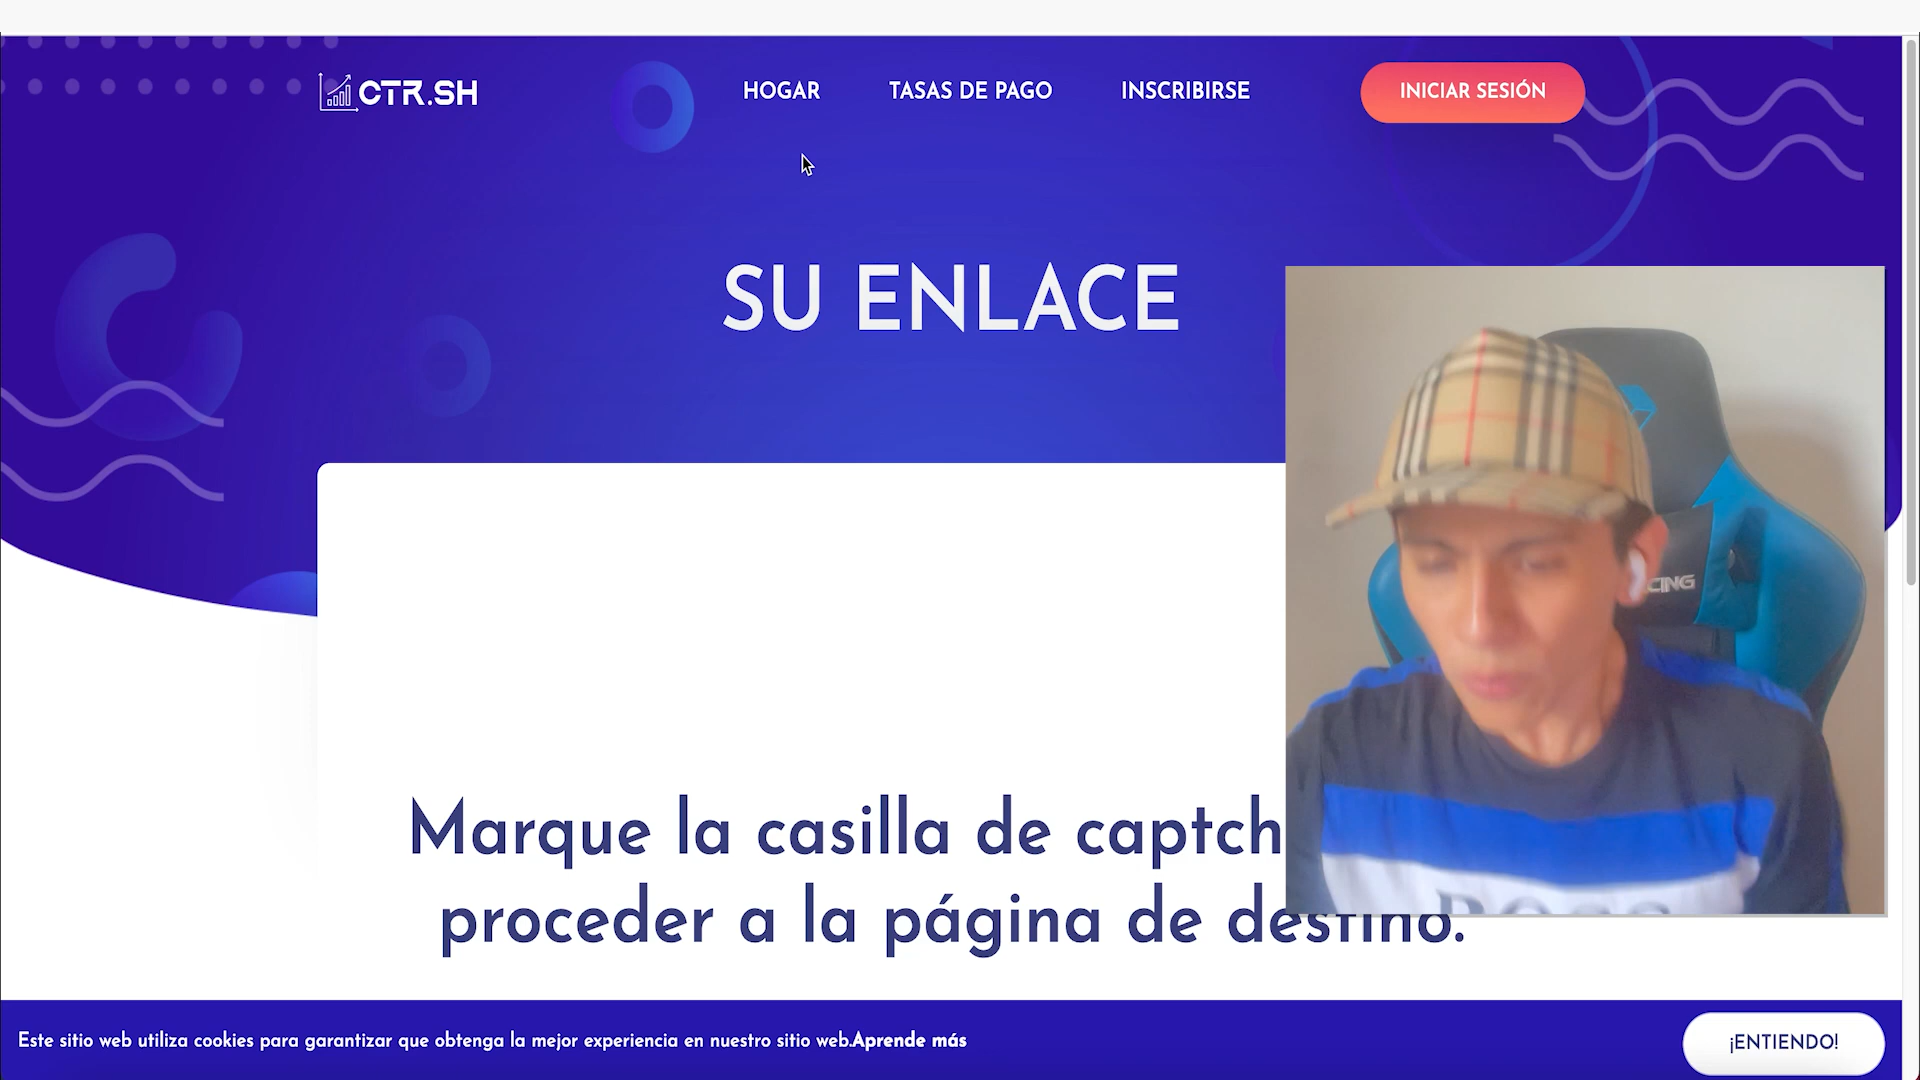 CTR.SH
HOGAR
TASAS DE PAGO
INSCRIBIRSE
INICIAR SESIÓN
SU ENLACE
CING
Marque la casilla de captch
proceder a la página de destino.
Este sitio web utiliza cookies para garantizar que obtenga la mejor experiencia en nuestro sitio web.Aprende más
¡ENTIENDO!